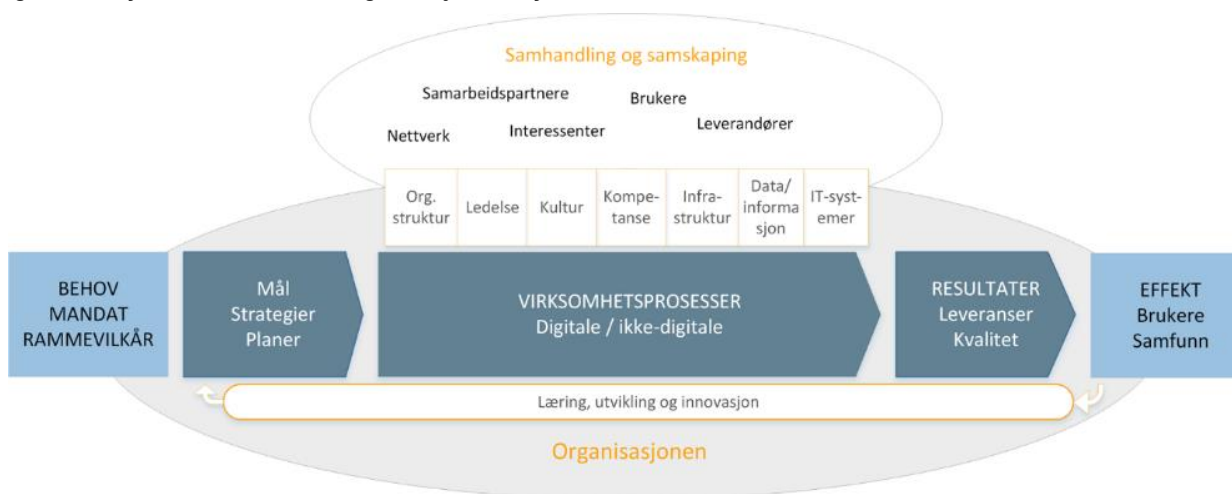 Samhandling og samskaping
Samarbeidspartnere
Brukere
Nettverk
Interessenter
Leverandører
Org.
struktur
Ledelse
Kultur
Kompe-
tanse
Infra-
struktur
Data/
informa
sjon
IT-syst-
emer
BEHOV
MANDAT
RAMMEVILKÅR
Mål
Strategier
Planer
VIRKSOMHETSPROSESSER
Digitale / ikke-digitale
RESULTATER
Leveranser
Kvalitet
EFFEKT
Brukere
Samfunn
Læring, utvikling og innovasjon
Organisasjonen